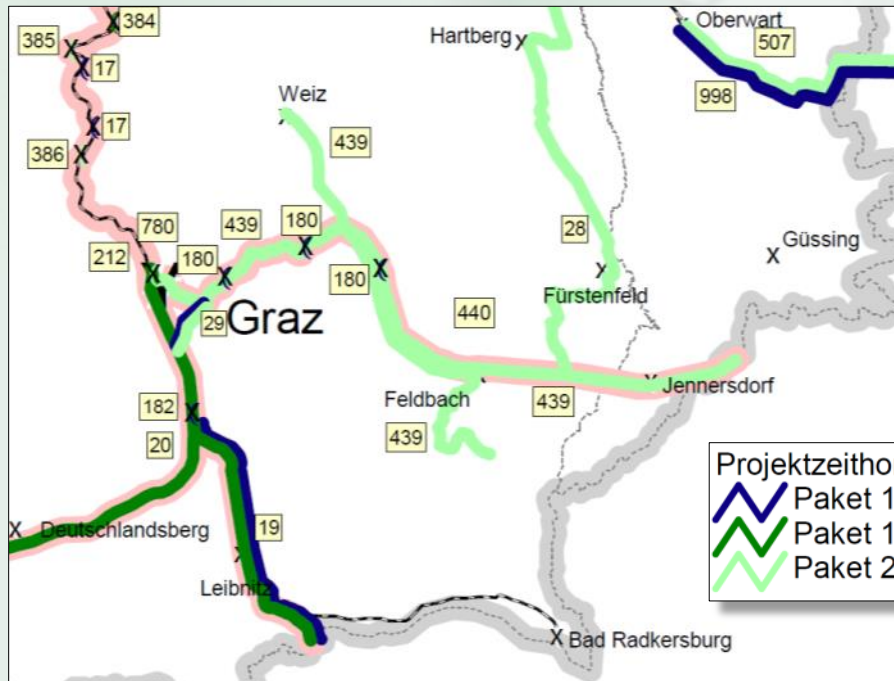 384
385
Hartberg
Oberwart
507
17
998
Weiz
17
439
386
780
439
180
28
Güssing
212
180
180
Fürstenfeld
29
Graz
440
Jennersdorf
Feldbach
439
182
439
20
Projektzeitho
Paket 1
Deutschlandsberg
19
Paket 1
Paket 2
Leibnitz
Bad Radkersburg